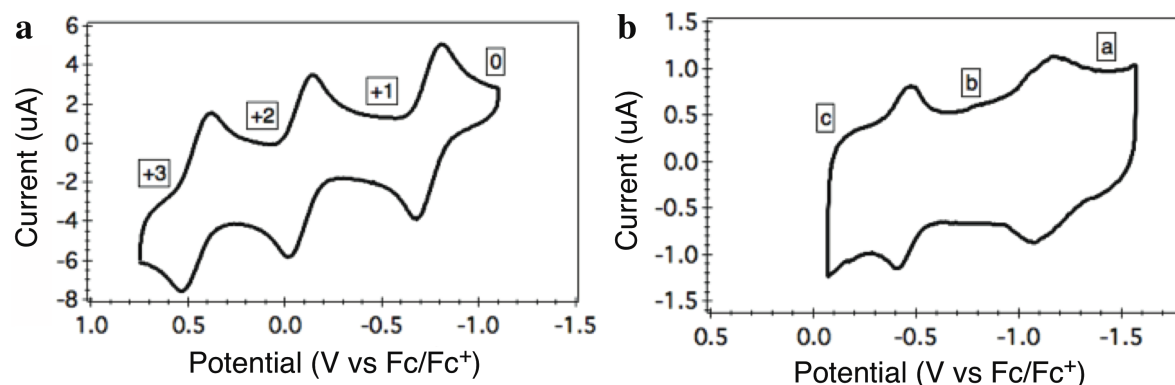 a
6
4
2
0
-2
-4
-6
-8
Current (uA)
+3
+2
+1
0
1.0 0.5 0.0 -0.5 -1.0 -1.5
Potential (V vs Fc/Fc+)
b
1.5
1.0
0.5
0.0
-0.5
-1.0
-1.5
Current (uA)
c
b
a
0.5 0.0 -0.5 -1.0 -1.5
Potential (V vs Fc/Fc+)